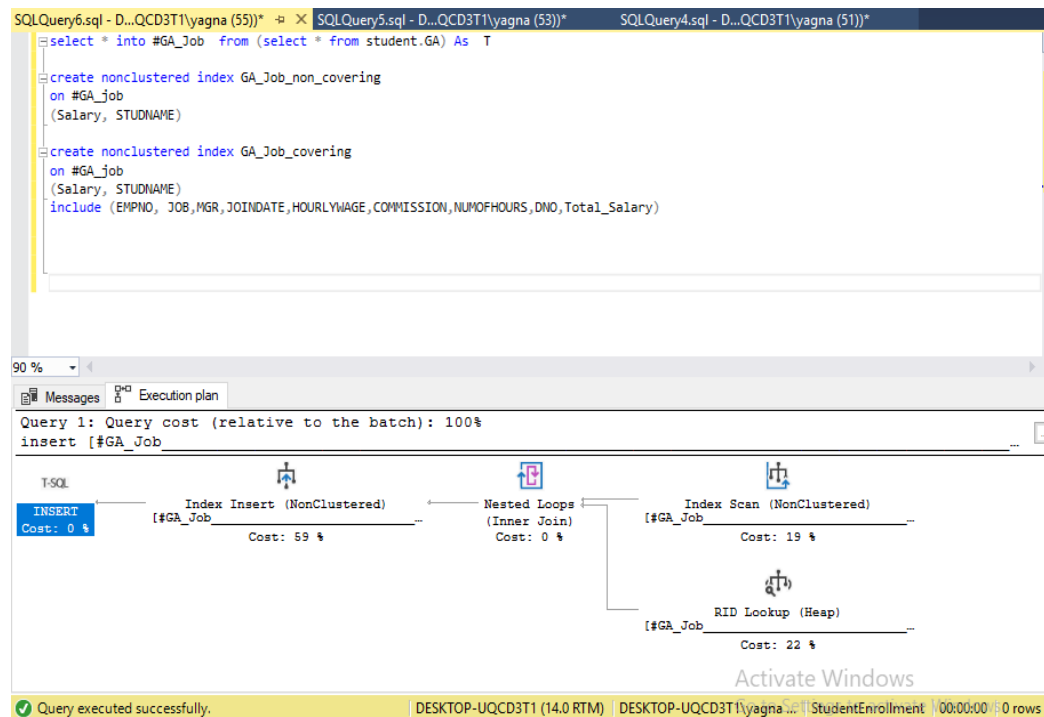 SQLQuery6.sql - D...QCD3T1\yagna (55))* SQLQuery5.sql - D...QCD3T1\yagna (53))* SQLQuery4.sql - D...QCD3T1\yagna (51))*
select * into #GA_Job  from (select * from student.GA) As  T
create nonclustered index GA_Job_non_covering
on #GA_job
(Salary, STUDNAME)
create nonclustered index GA_Job_covering
on #GA_job
(Salary, STUDNAME)
include (EMPNO, JOB,MGR,JOINDATE,HOURLYWAGE,COMMISSION,NUMOFHOURS,DNO,Total_Salary)
90 %
Messages Execution plan
Query 1: Query cost (relative to the batch): 100%
insert [#GA_Job_______________...
T-SQL
INSERT
Cost: 0 %
Index Insert (NonClustered)
[#GA_Job_______________...
Cost: 59 %
Nested Loops
(Inner Join)
Cost: 0 %
Index Scan (NonClustered)
[#GA_Job_______________...
Cost: 19 %
RID Lookup (Heap)
[#GA_Job_______________...
Cost: 22 %
Activate Windows
Query executed successfully. DESKTOP-UQCD3T1 (14.0 RTM) DESKTOP-UQCD3T1\yagna ... StudentEnrollment 00:00:00 0 rows